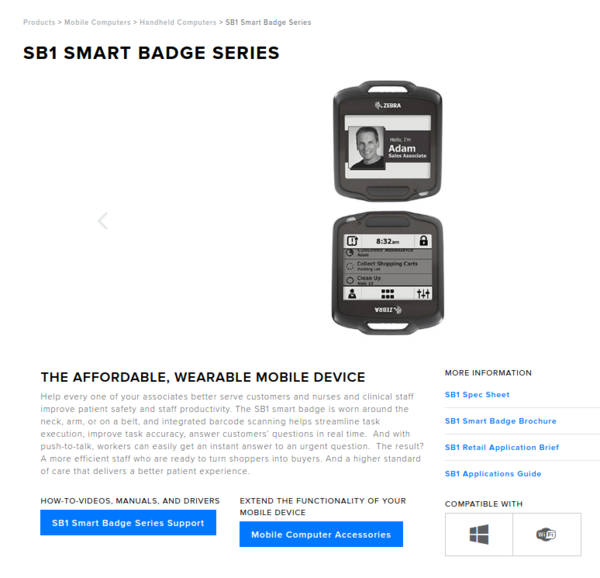 Products > Mobile Computers > Handheld Computers > SB1 Smart Badge Series
SB1 SMART BADGE SERIES
ZEBRA
Hello, I'm
Adam
Sales Associate
8:32am
Customer Assistance
Collect Shopping Carts
Parking Lot
Clean Up
ZEBRA
THE AFFORDABLE, WEARABLE MOBILE DEVICE
Help every one of your associates better serve customers and nurses and clinical staff
improve patient safety and staff productivity. The SB1 smart badge is worn around the
neck, arm, or on a belt, and integrated barcode scanning helps streamline task
execution, improve task accuracy, answer customers' questions in real time. And with
push-to-talk, workers can easily get an instant answer to an urgent question. The result?
A more efficient staff who are ready to turn shoppers into buyers. And a higher standard
of care that delivers a better patient experience.
HOW-TO-VIDEOS, MANUALS, AND DRIVERS
SB1 Smart Badge Series Support
EXTEND THE FUNCTIONALITY OF YOUR
MOBILE DEVICE
Mobile Computer Accessories
MORE INFORMATION
SB1 Spec Sheet
SB1 Smart Badge Brochure
SB1 Retail Application Brief
SB1 Applications Guide
COMPATIBLE WITH
WiFi